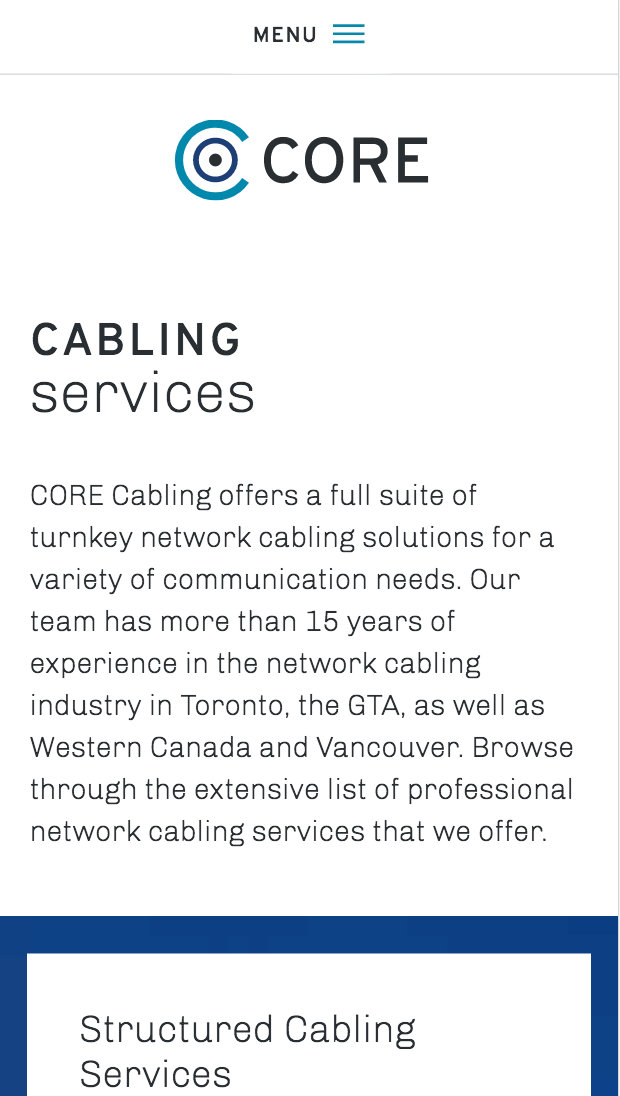 MENU
CORE
CABLING
services
CORE Cabling offers a full suite of
turnkey network cabling solutions for a
variety of communication needs. Our
team has more than 15 years of
experience in the network cabling
industry in Toronto, the GTA, as well as
Western Canada and Vancouver. Browse
through the extensive list of professional
network cabling services that we offer.
Structured Cabling
Services